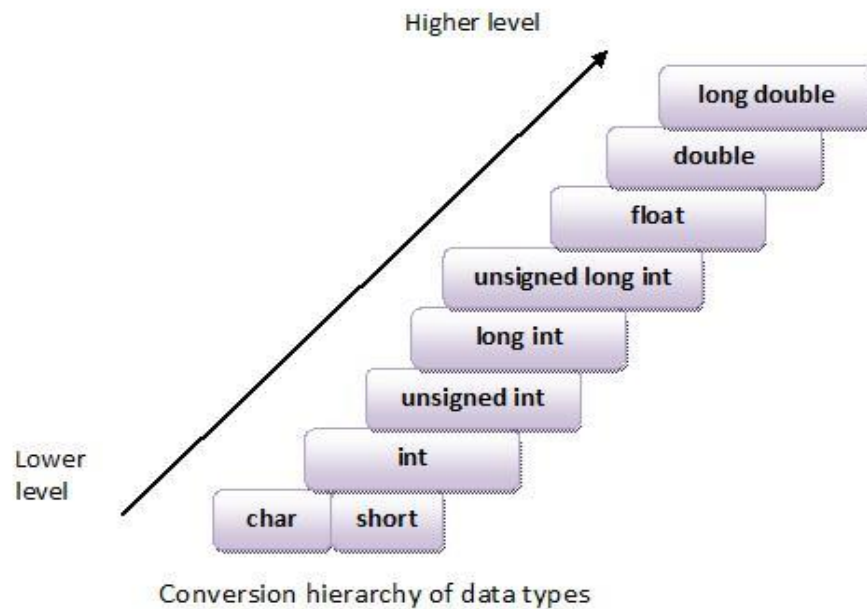 Higher level
long double
double
float
unsigned long int
long int
unsigned int
int
Lower
level
char short
Conversion hierarchy of data types